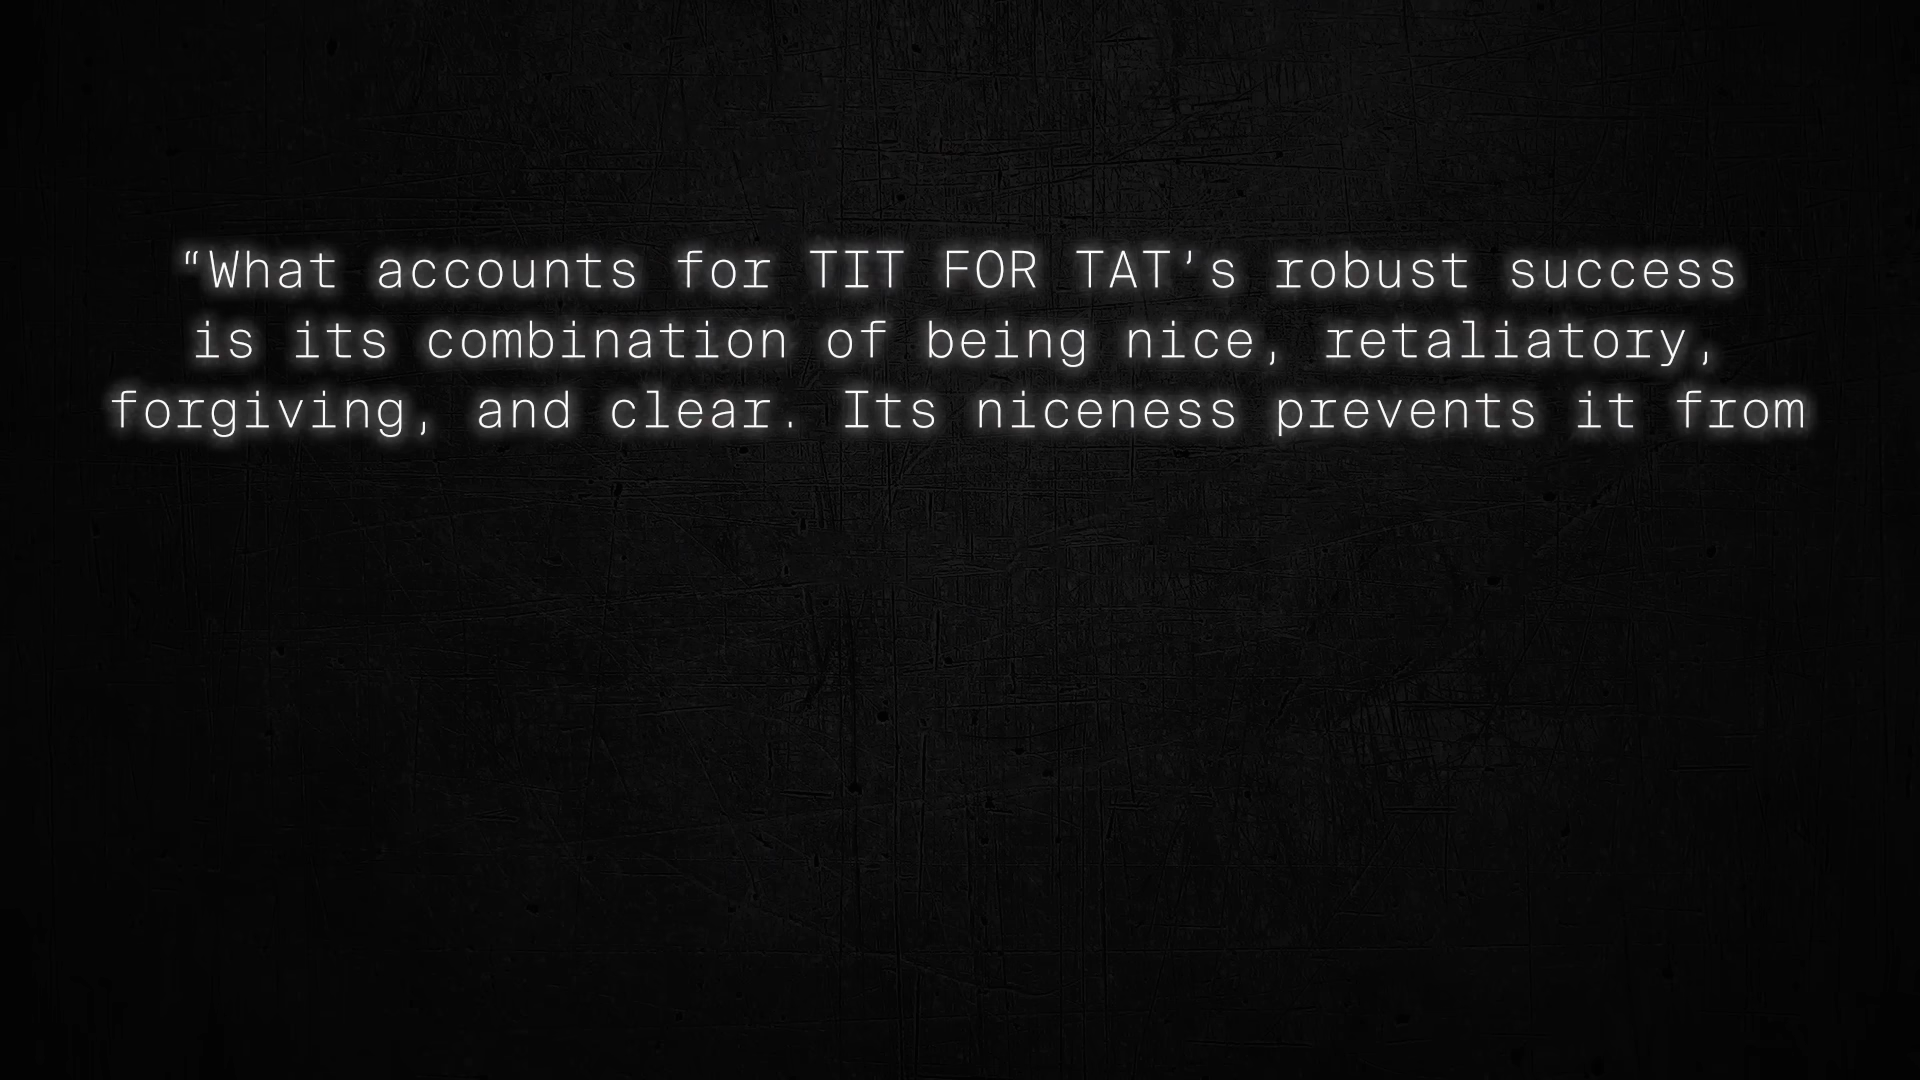 “What accounts for TIT FOR TAT’s robust success
is its combination of being nice, retaliatory,
forgiving, and clear. Its niceness prevents it from